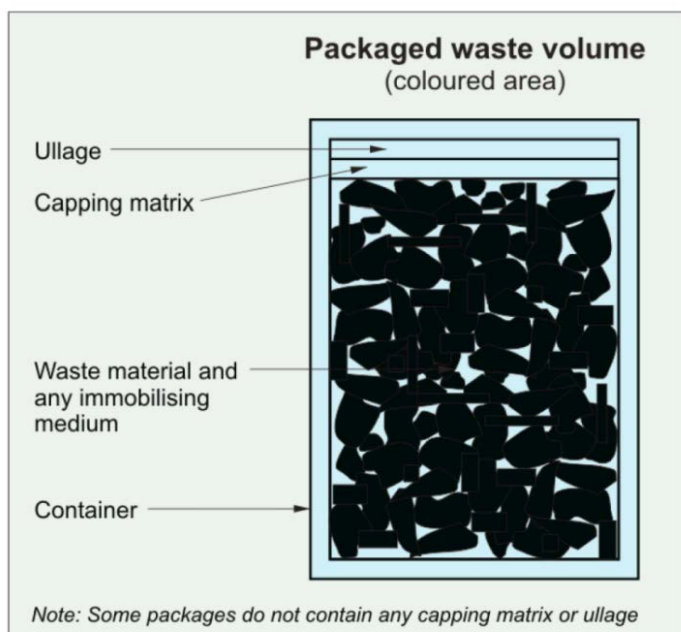 Packaged waste volume
(coloured area)
Ullage
Capping matrix
Waste material and
any immobilising
medium
Container
Note: Some packages do not contain any capping matrix or ullage